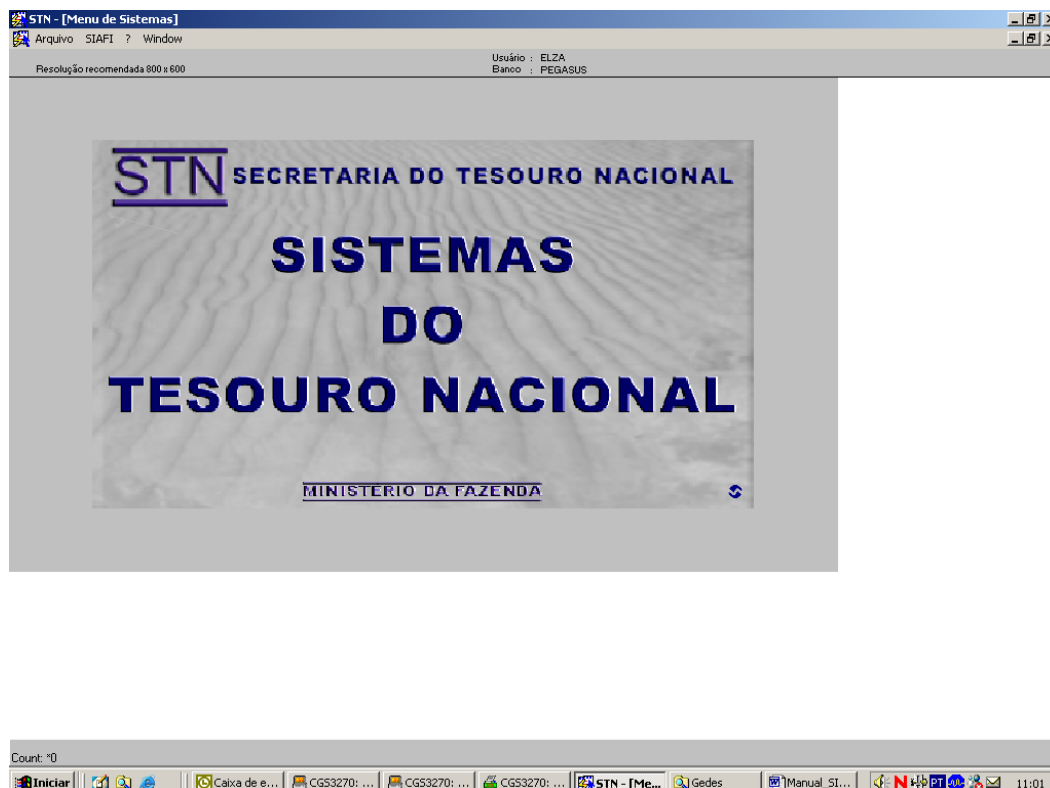 STN - [Menu de Sistemas]
Arquivo SIAFI ? Window
Usuário : ELZA
Resolução recomendada 800 x 600
Banco : PEGASUS
STN SECRETARIA DO TESOURO NACIONAL
SISTEMAS
DO
TESOURO NACIONAL
MINISTÉRIO DA FAZENDA
Count: *0
Iniciar Caixa de e... CGS3270: ... CGS3270: ... CGS3270: ... STN - [Me... Gedes Manual_SI... N PT 11:01